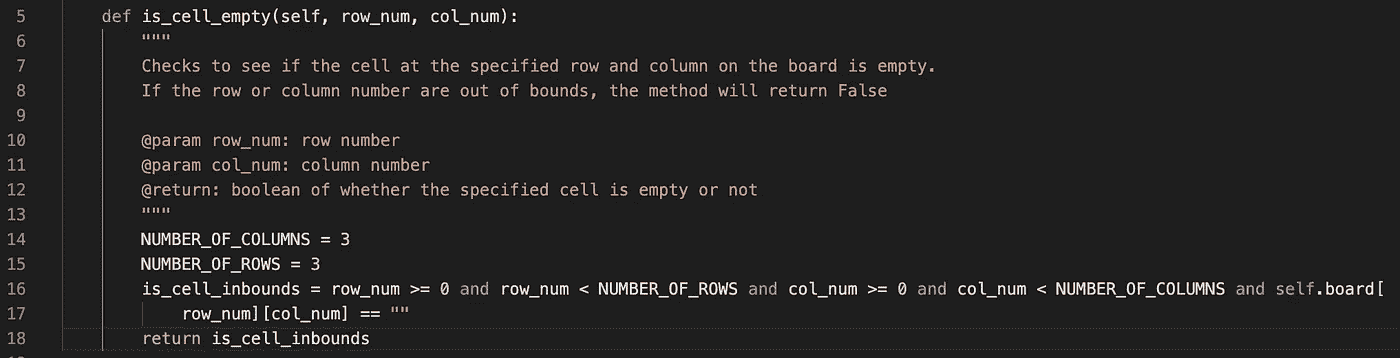 5 def is_cell_empty(self, row_num, col_num):
6 """
7 Checks to see if the cell at the specified row and column on the board is empty.
8 If the row or column number are out of bounds, the method will return False
9
10 @param row_num: row number
11 @param col_num: column number
12 @return: boolean of whether the specified cell is empty or not
13 """
14 NUMBER_OF_COLUMNS = 3
15 NUMBER_OF_ROWS = 3
16 is_cell_inbounds = row_num >= 0 and row_num < NUMBER_OF_ROWS and col_num >= 0 and col_num < NUMBER_OF_COLUMNS and self.board[
17 row_num][col_num] == ""
18 return is_cell_inbounds